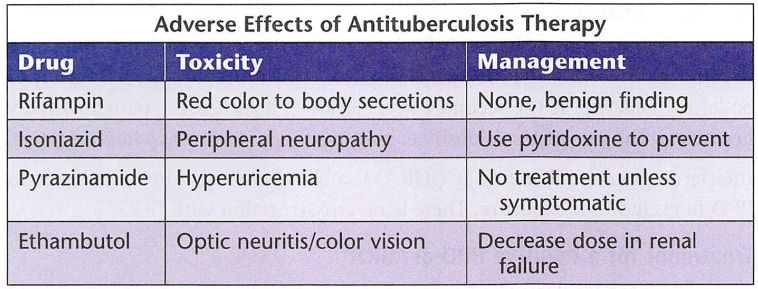 Adverse Effects of Antituberculosis Therapy
Drug Toxicity Management
Rifampin Red color to body secretions None, benign finding
Isoniazid Peripheral neuropathy Use pyridoxine to prevent
Pyrazinamide Hyperuricemia No treatment unless
symptomatic
Ethambutol Optic neuritis/color vision Decrease dose in renal
failure